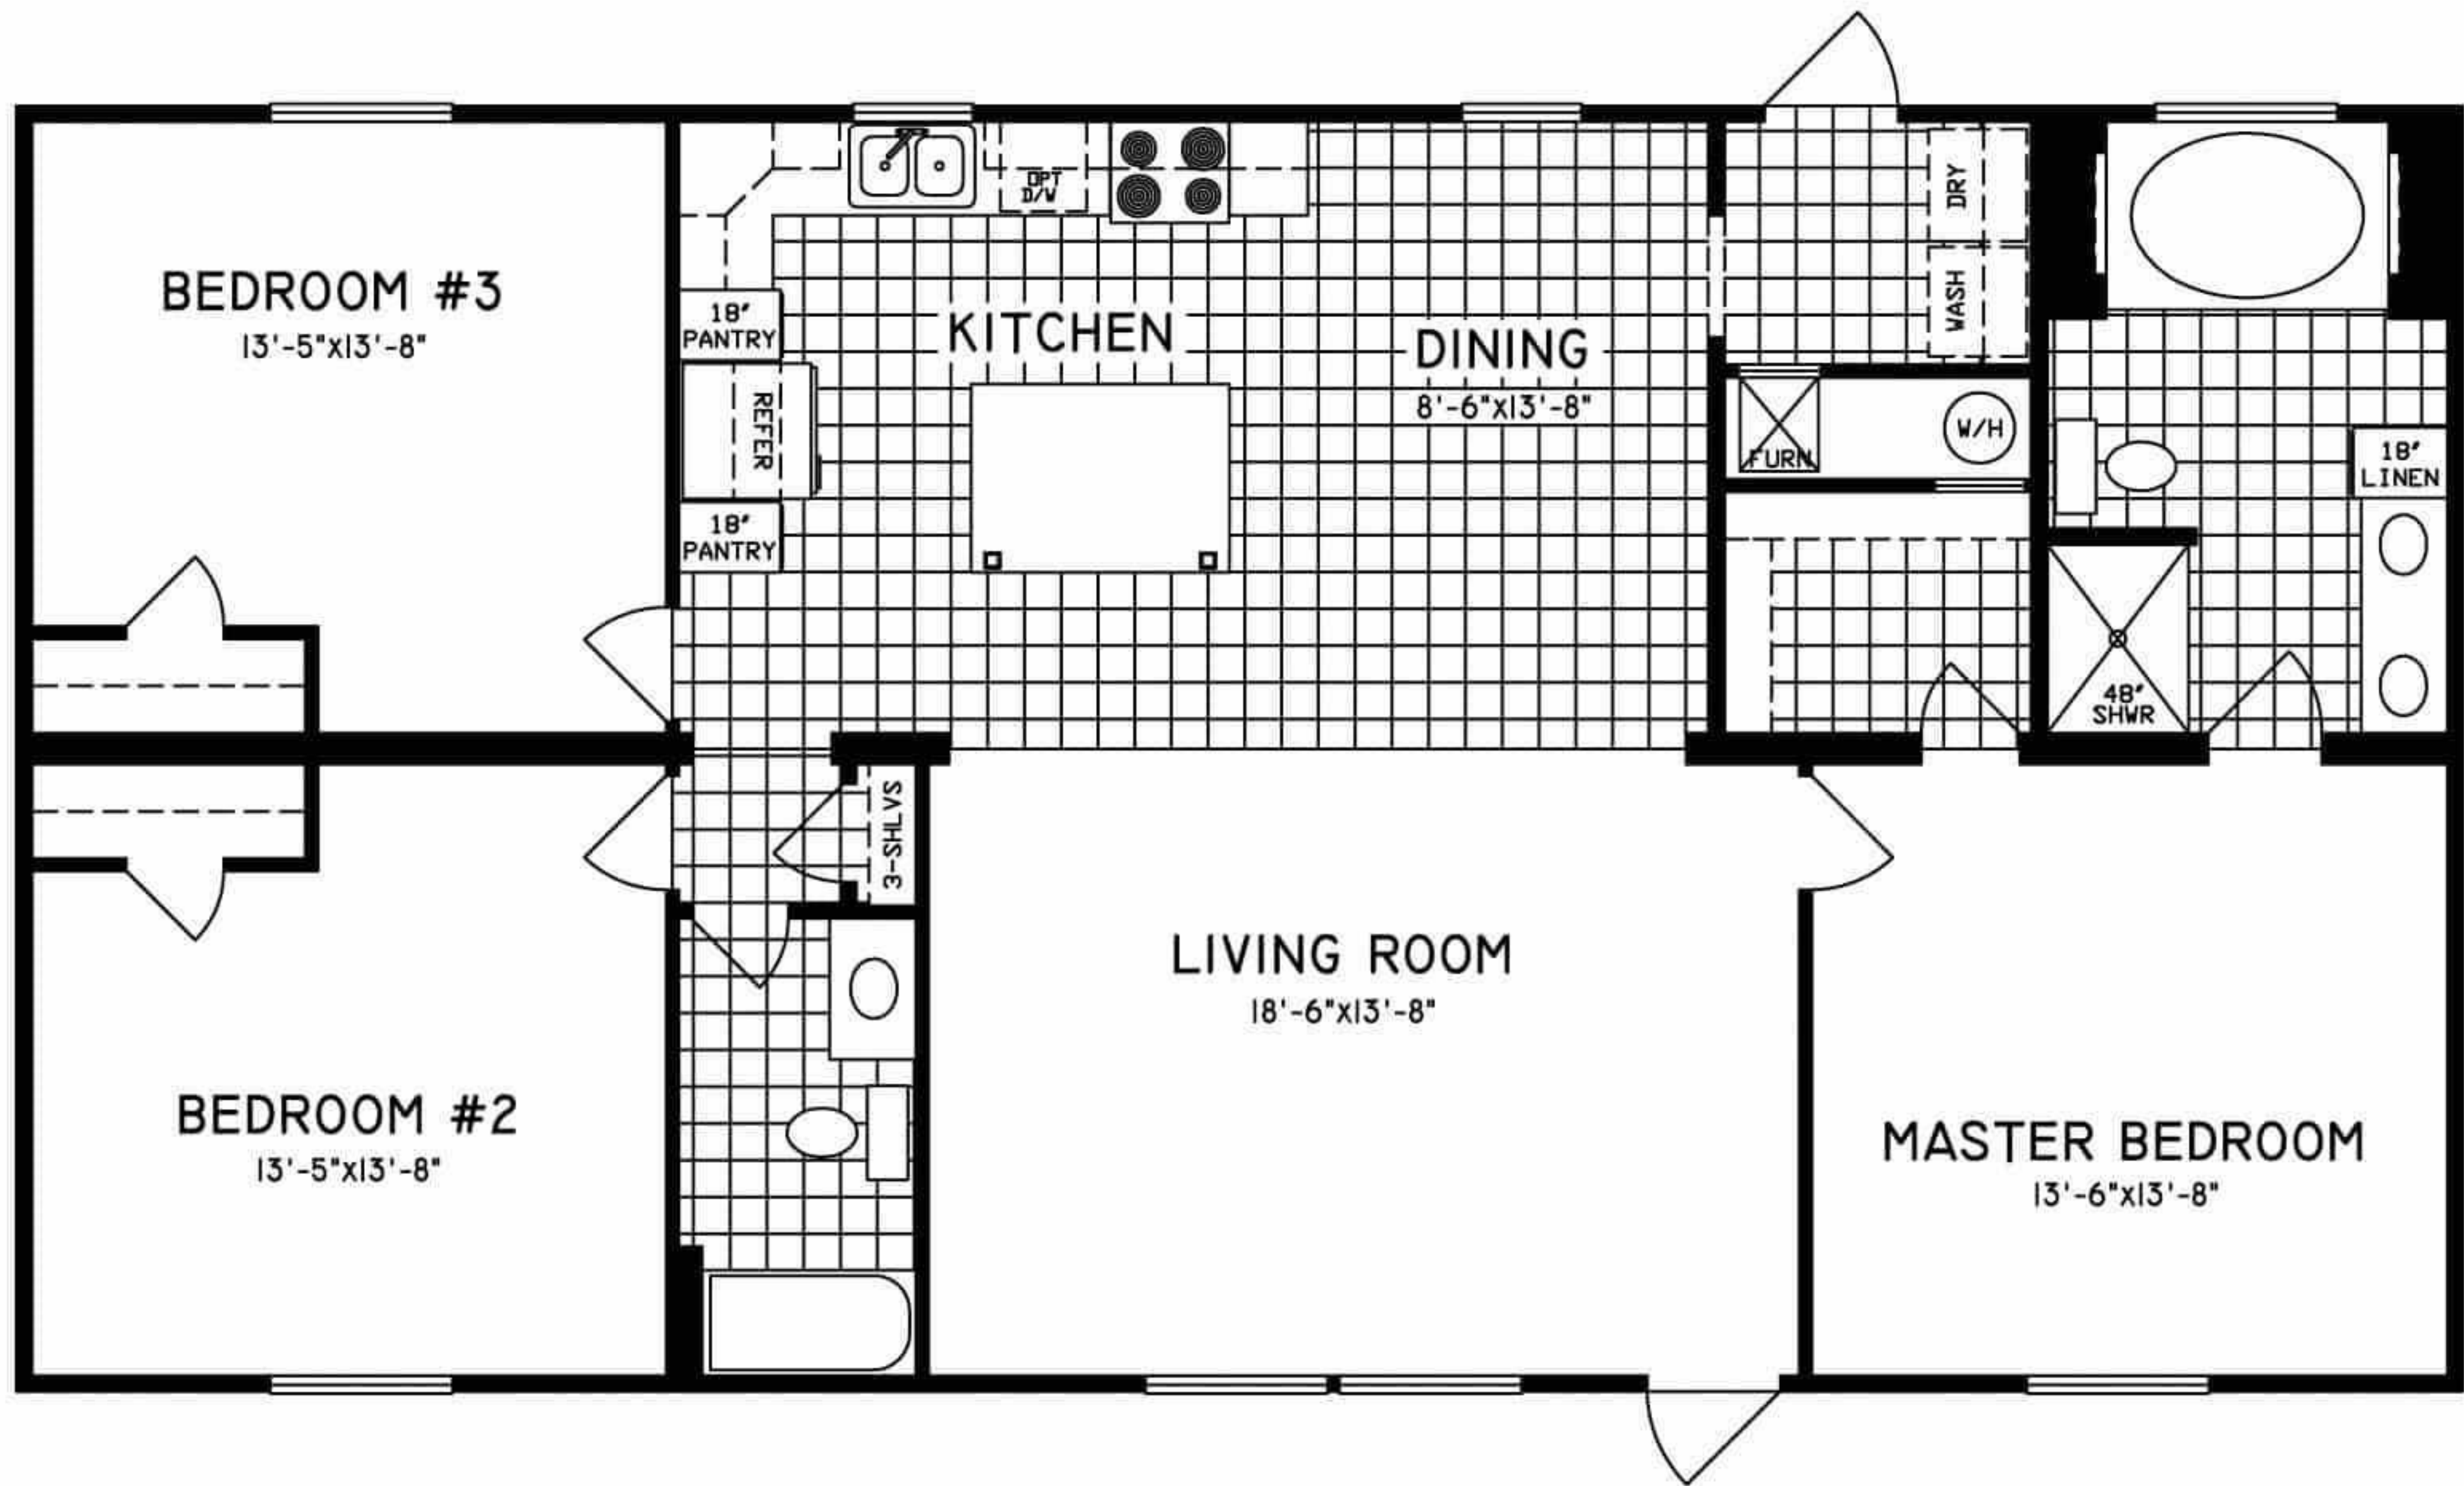 OPT
D/W
DRY
WASH
BEDROOM #3
13'-5"x13'-8"
18"
PANTRY
REFER
18"
PANTRY
KITCHEN
DINING
8'-6"x13'-8"
FURN
W/H
18"
LINEN
48"
SHWR
3-SHLVS
LIVING ROOM
18'-6"x13'-8"
BEDROOM #2
13'-5"x13'-8"
MASTER BEDROOM
13'-6"x13'-8"